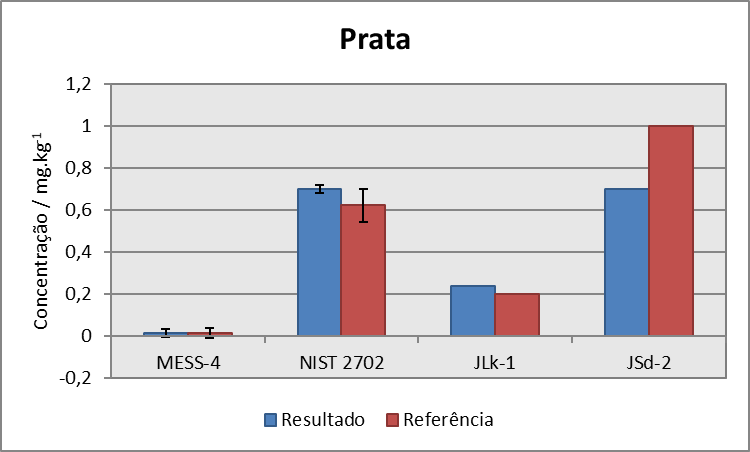 Prata
Concentração / mg.kg-1
1,2
1
0,8
0,6
0,4
0,2
0
-0,2
MESS-4 NIST 2702 JLk-1 JSd-2
Resultado Referência